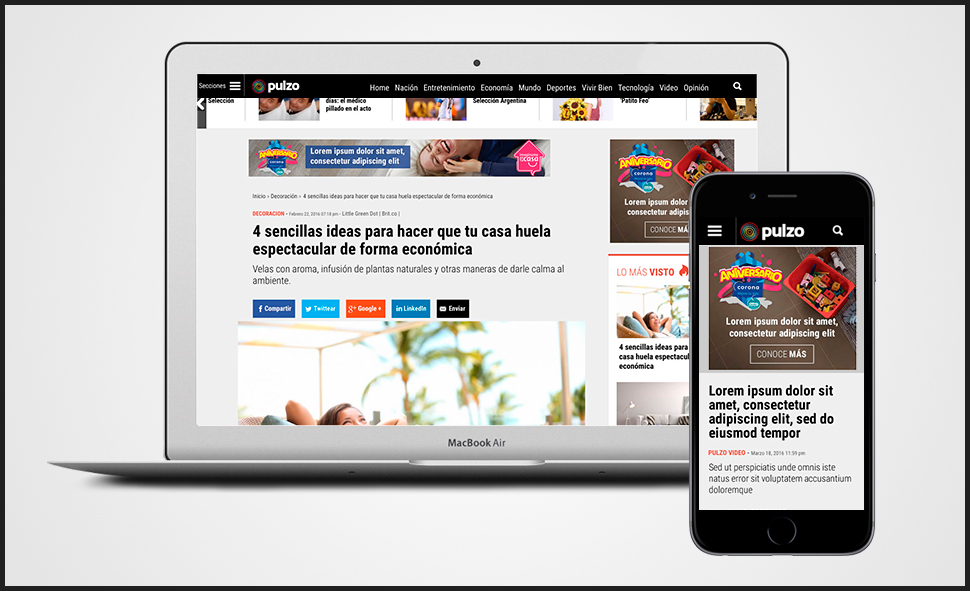 Secciones
pulzo
Home Nación Entretenimiento Economía Mundo Deportes Vivir Bien Tecnología Video Opinión
Selección
días: el médico
pillado en el acto
Selección Argentina
'Patito Feo'
ANIVERSARIO
corona
Lorem ipsum dolor sit amet,
consectetur adipiscing elit
casa
Inicio › Decoración › 4 sencillas ideas para hacer que tu casa huela espectacular de forma económica
DECORACION • Febrero 23, 2016 07:19 pm - Little Green Dot | Brit.co |
4 sencillas ideas para hacer que tu casa huela
espectacular de forma económica
Velas con aroma, infusión de plantas naturales y otras maneras de darle calma al
ambiente.
Compartir
Twittear
Google +
LinkedIn
Enviar
ANIVERSARIO
corona
Lorem ipsum dolor
consectetur adipis
CONOCE MÁ
LO MÁS VISTO
4 sencillas ideas para
casa huela espectacul
económica
MacBook Air
pulzo
ANIVERSARIO
corona
Lorem ipsum dolor sit amet,
consectetur adipiscing elit
CONOCE MÁS
Lorem ipsum dolor sit
amet, consectetur
adipiscing elit, sed do
eiusmod tempor
PULZO VIDEO • Marzo 18, 2016 11:59 pm
Sed ut perspiciatis unde omnis iste
natus error sit voluptatem accusantium
doloremque